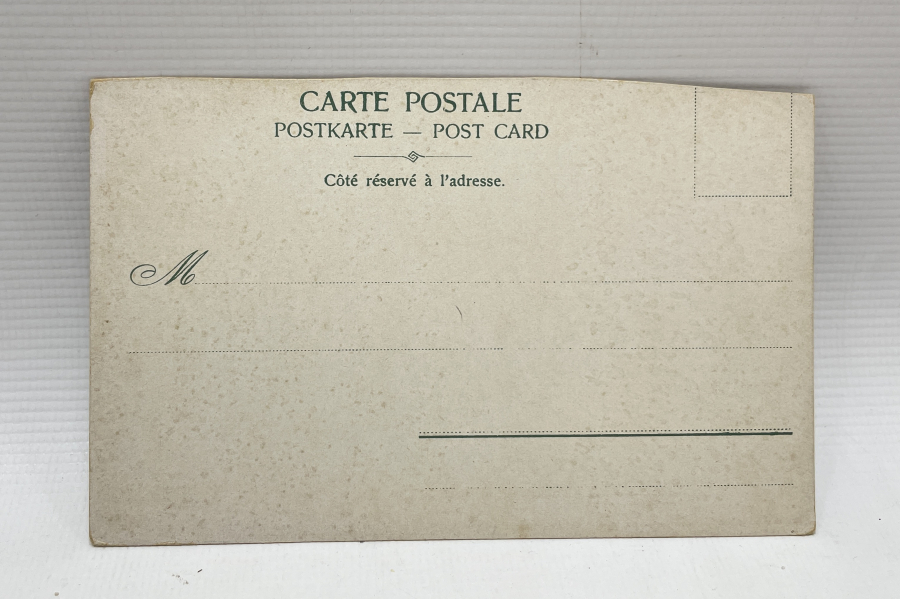 CARTE POSTALE
POSTKARTE — POST CARD
Côté réservé à l'adresse.
M